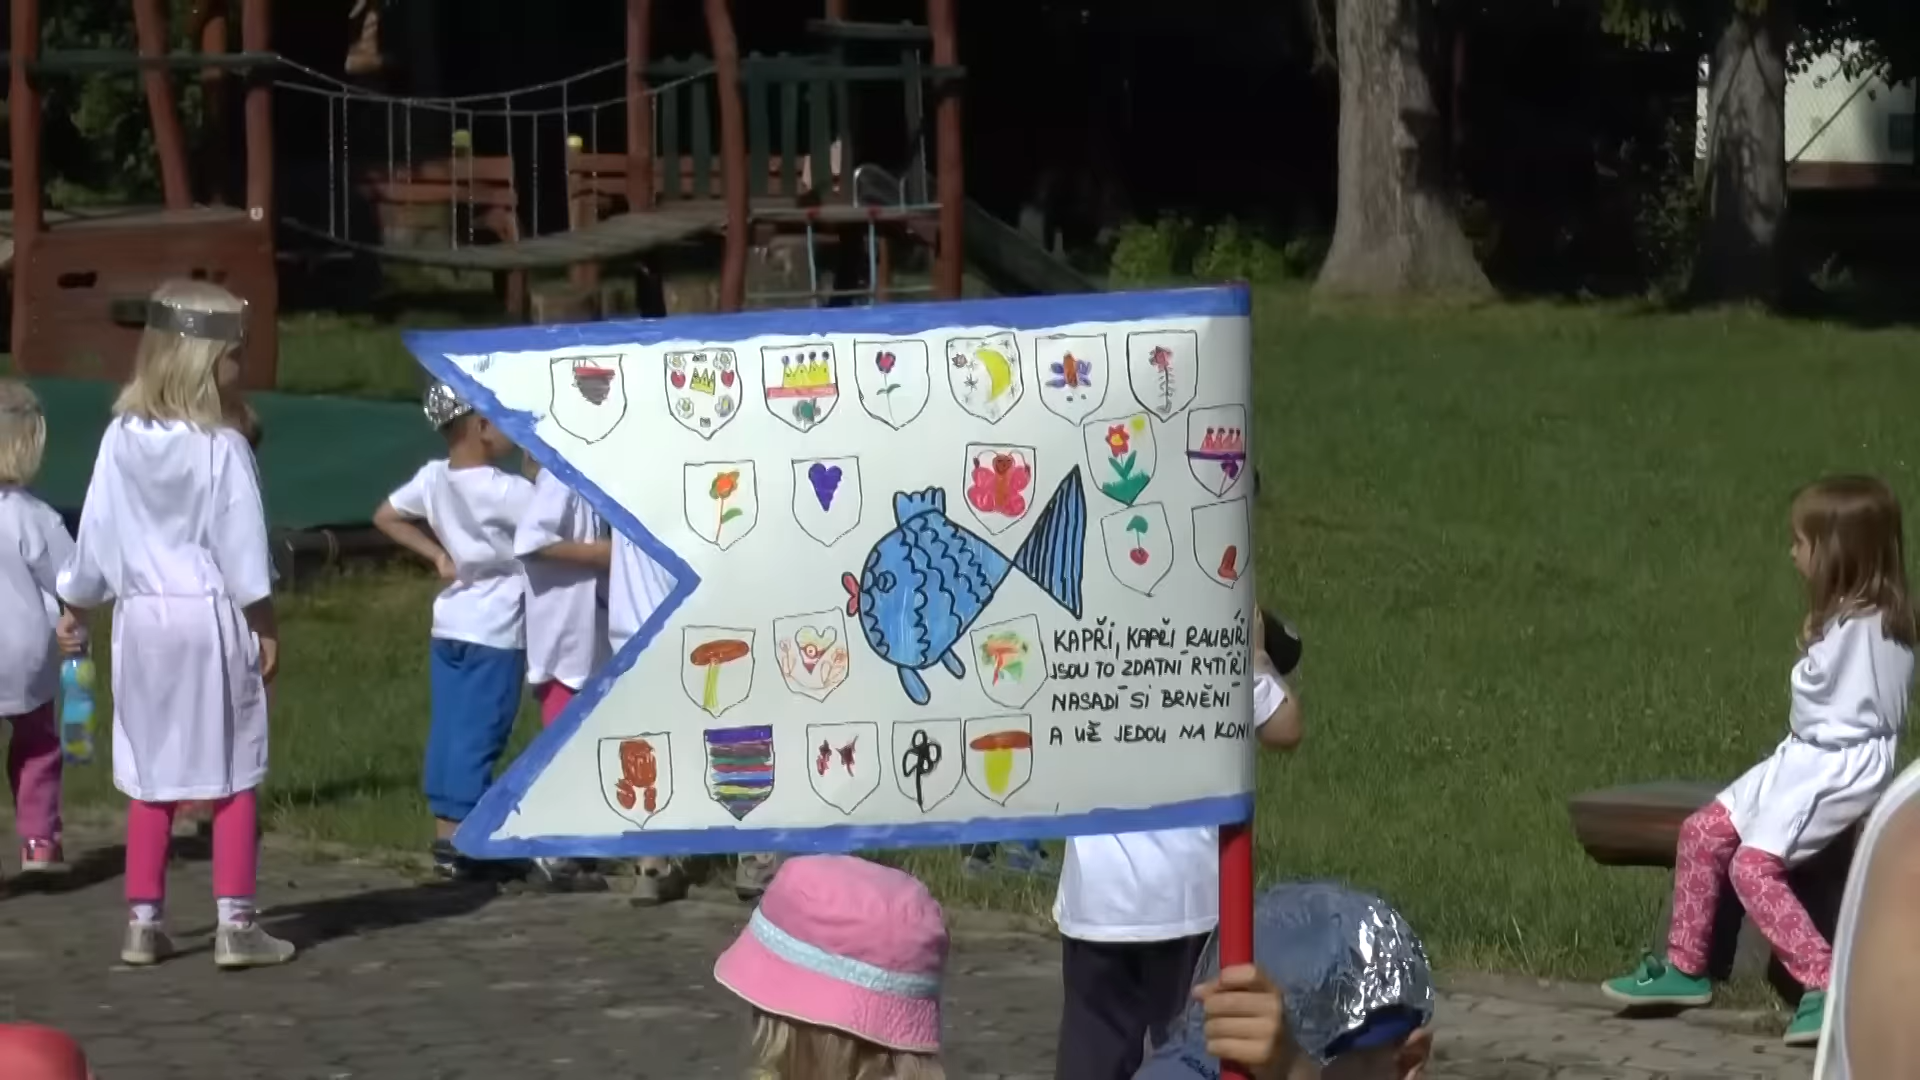 KAPŘI, KAPŘI RAUBÍŘI
JSOU TO ZDATNÍ RYTÍŘI
NASADÍ SI BRNĚNÍ
A UŽ JEDOU NA KONI